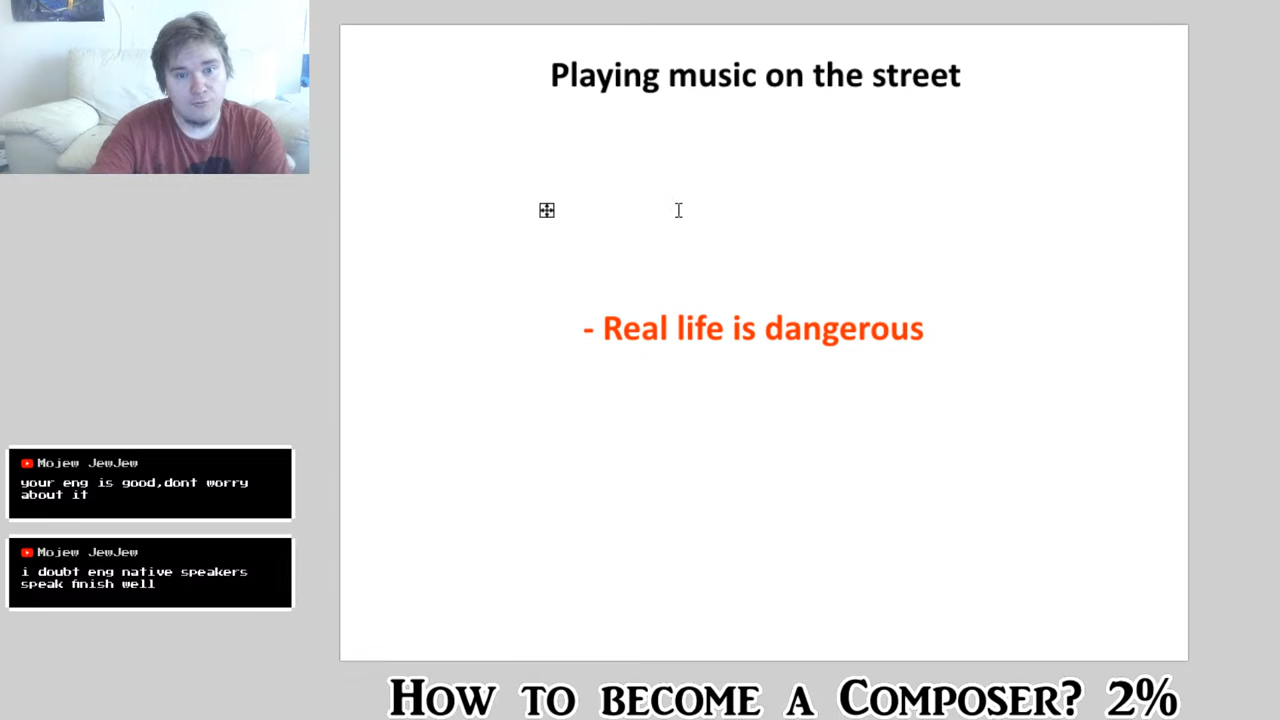 Playing music on the street
- Real life is dangerous
Mojew JewJew
your eng is good,dont worry
about it
Mojew JewJew
i doubt eng native speakers
speak finish well
How to become a Composer? 2%